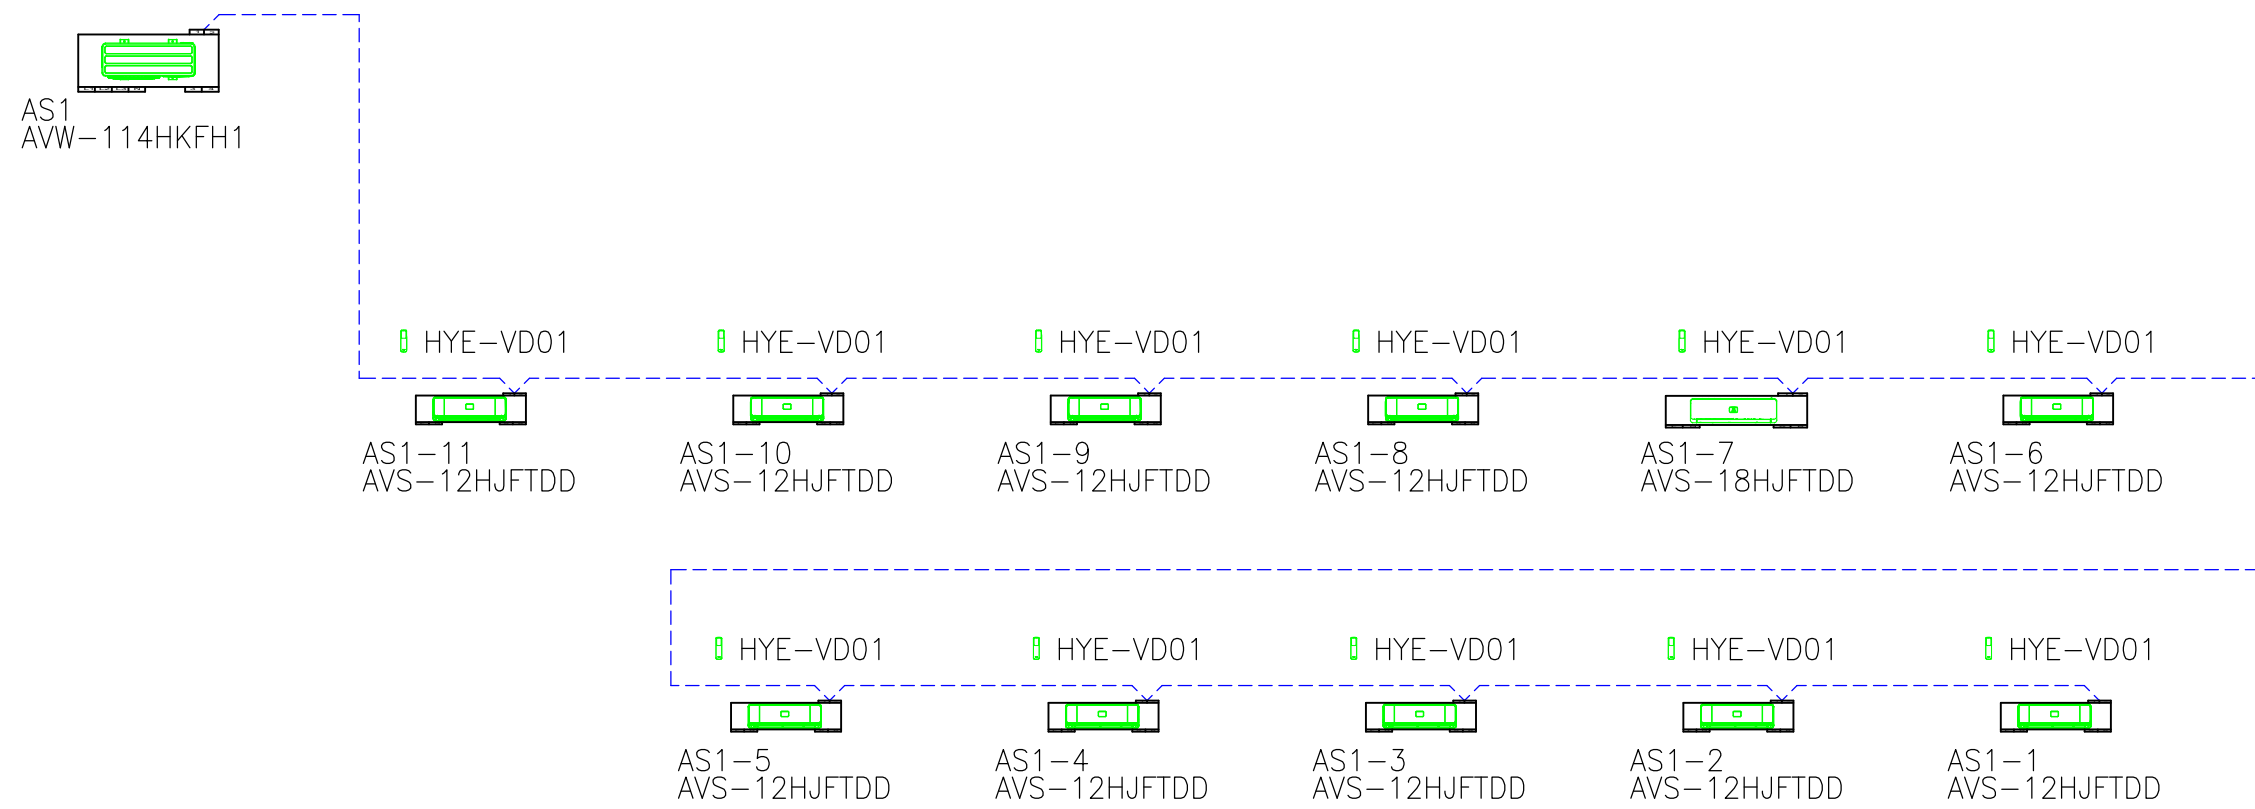 AS1
AVW-114HKFH1
HYE-VD01
HYE-VD01
HYE-VD01
HYE-VD01
HYE-VD01
HYE-VD01
AS1-11
AVS-12HJFTDD
AS1-10
AVS-12HJFTDD
AS1-9
AVS-12HJFTDD
AS1-8
AVS-12HJFTDD
AS1-7
AVS-18HJFTDD
AS1-6
AVS-12HJFTDD
HYE-VD01
HYE-VD01
HYE-VD01
HYE-VD01
HYE-VD01
AS1-5
AVS-12HJFTDD
AS1-4
AVS-12HJFTDD
AS1-3
AVS-12HJFTDD
AS1-2
AVS-12HJFTDD
AS1-1
AVS-12HJFTDD